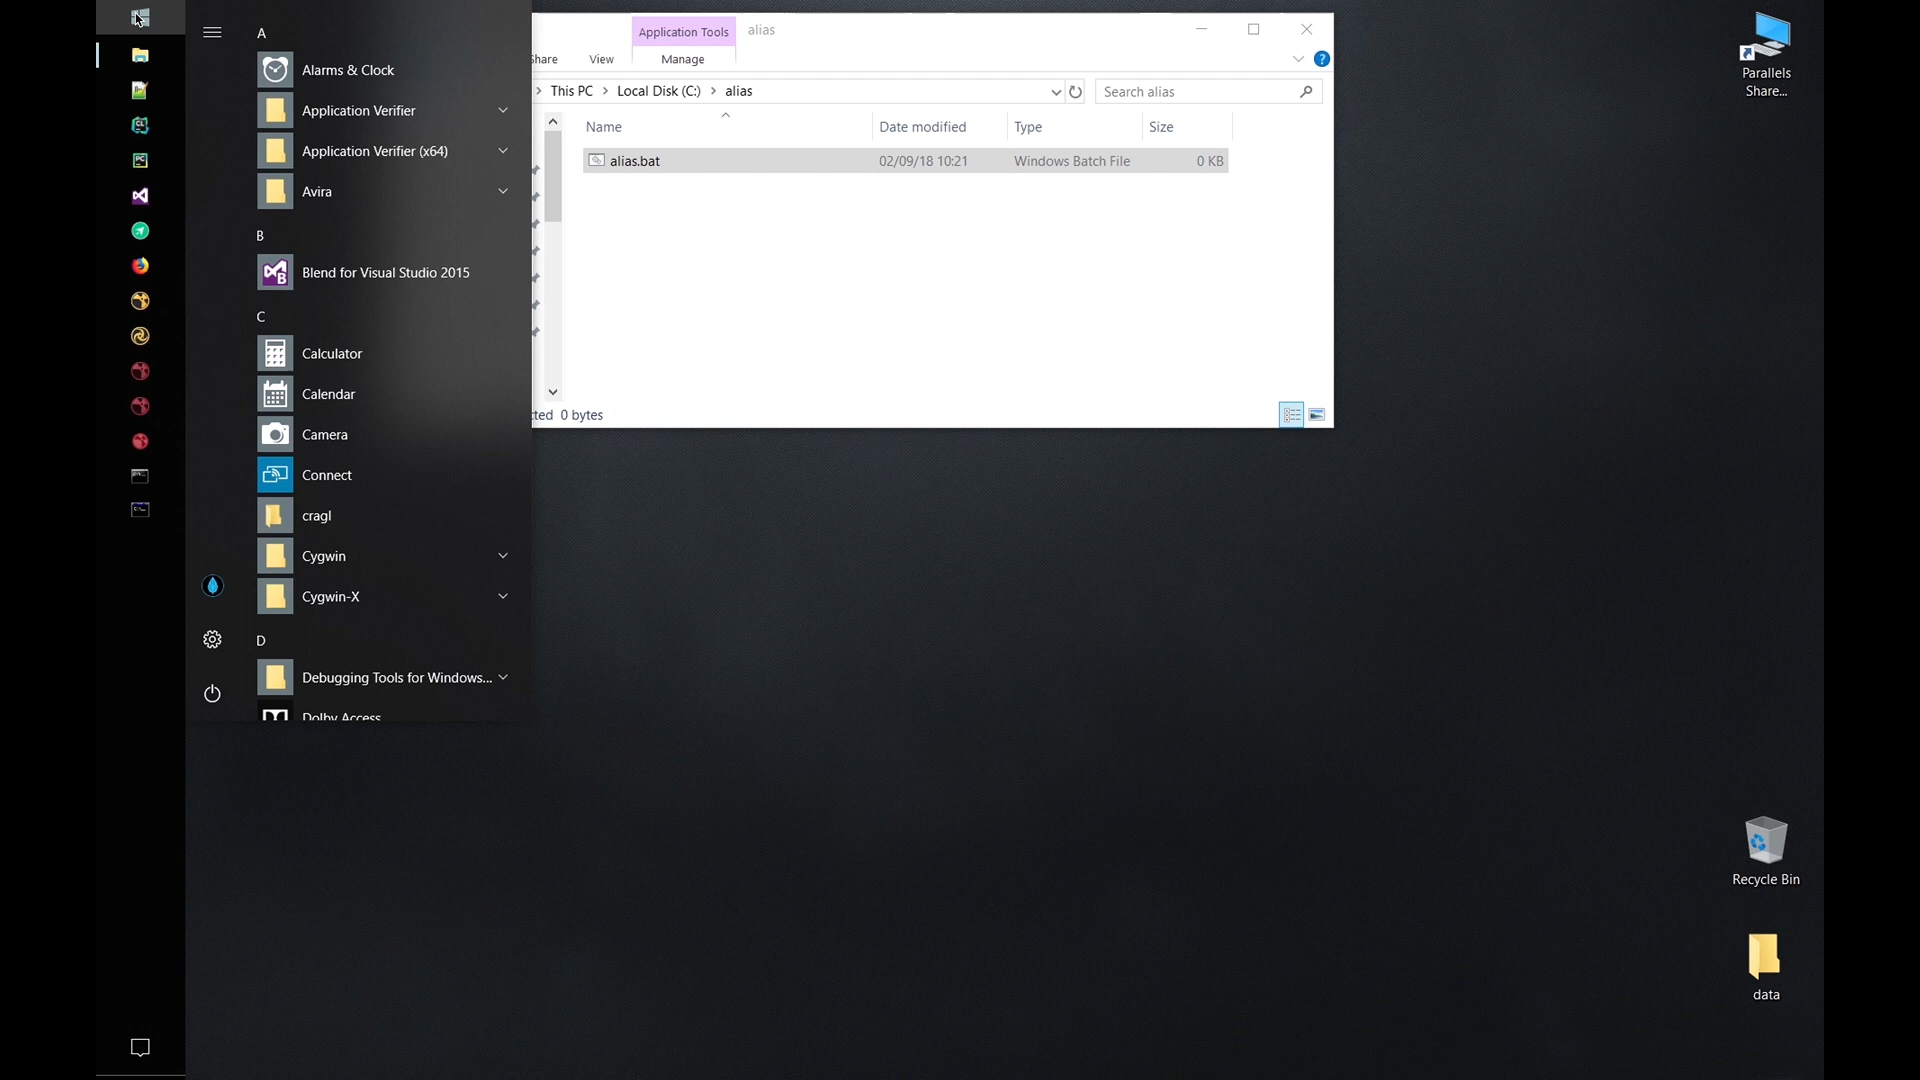 A
Alarms & Clock
Application Verifier
Application Verifier (x64)
Avira
B
Blend for Visual Studio 2015
C
Calculator
Calendar
Camera
Connect
cragl
Cygwin
Cygwin-X
D
Debugging Tools for Windows...
Dolby Access
Application Tools
alias
Share
View
Manage
This PC
Local Disk (C:)
alias
Search alias
Name
Date modified
Type
Size
alias.bat
02/09/18 10:21
Windows Batch File
0 KB
0 bytes
Parallels
Share...
Recycle Bin
data